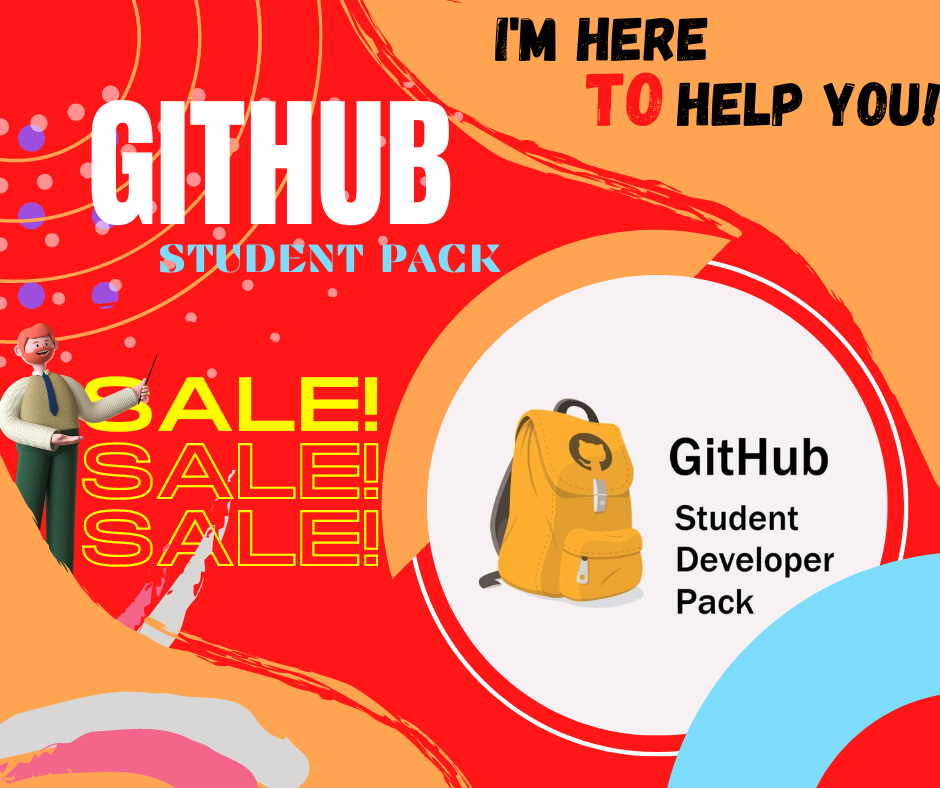 I'M HERE
TO HELP YOU!
GITHUB
STUDENT PACK
SALE!
SALE!
SALE!
GitHub
Student
Developer
Pack